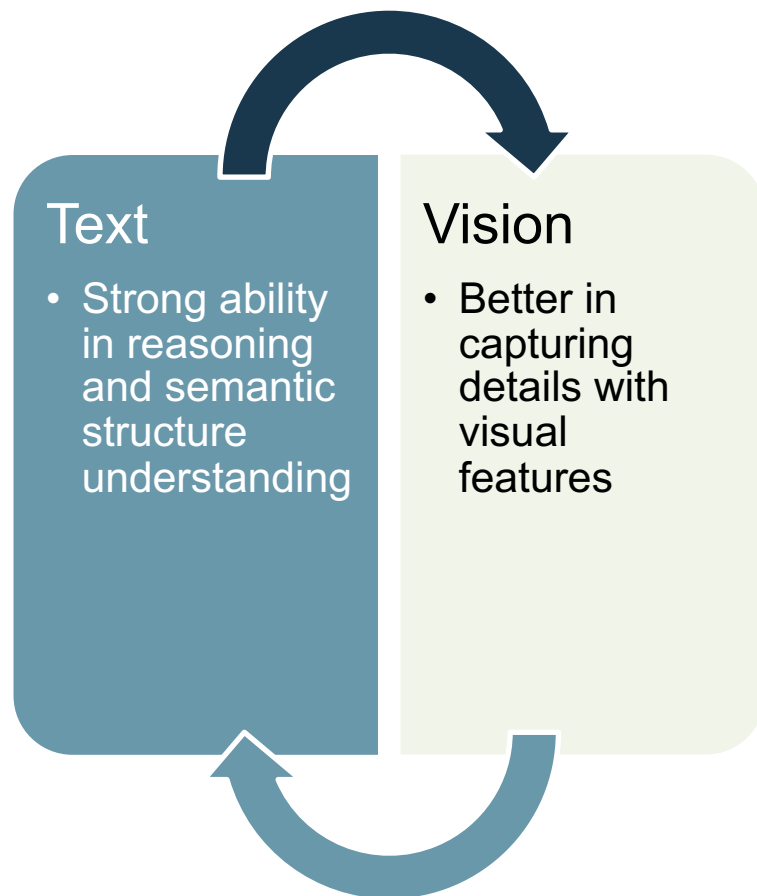 Text
• Strong ability
in reasoning
and semantic
structure
understanding
Vision
• Better in
capturing
details with
visual
features